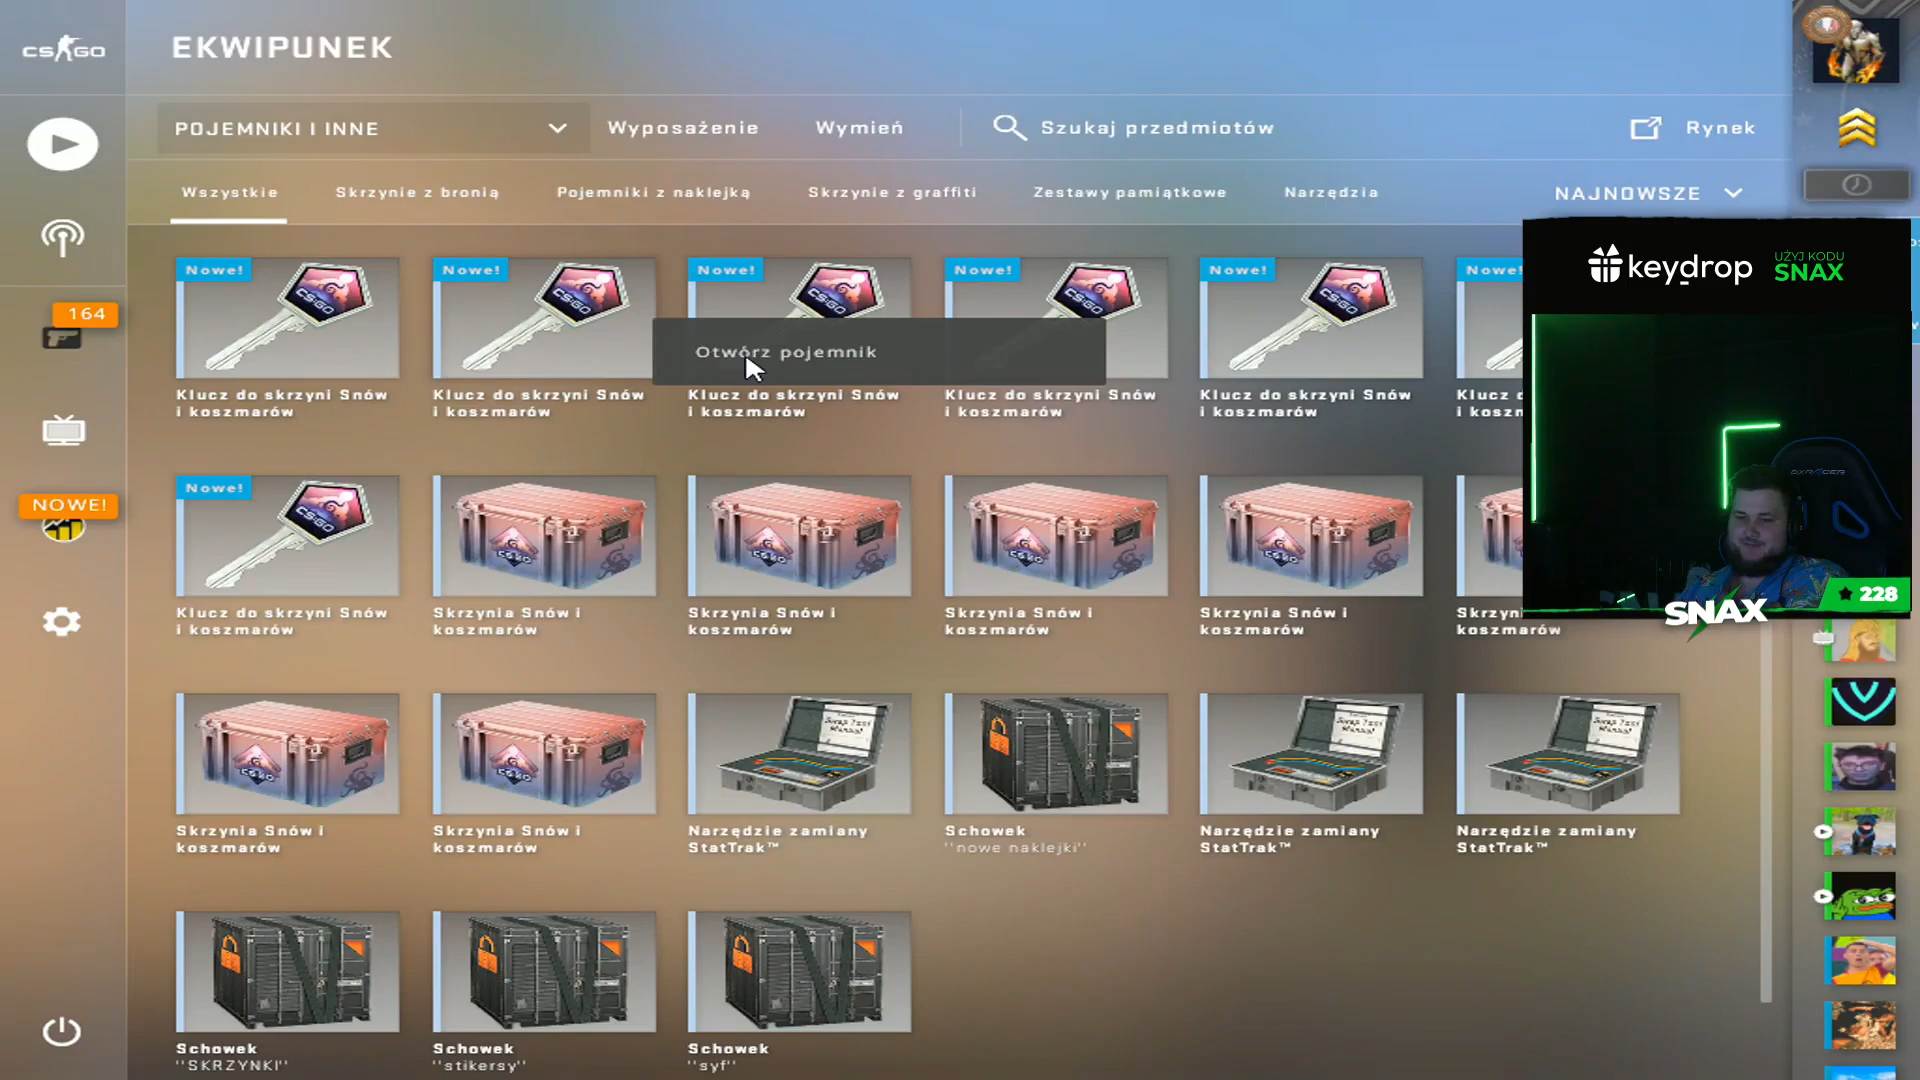 CS GO
EKWIPUNEK
POJEMNIKI I INNE
Wyposażenie
Wymień
Szukaj przedmiotów
Rynek
Wszystkie
Skrzynie z bronią
Pojemniki z naklejką
Skrzynie z graffiti
Zestawy pamiątkowe
Narzędzia
NAJNOWSZE
164
NOWE!
keydrop
UŻYJ KODU
SNAX
Nowe!
Nowe!
Nowe!
Nowe!
Nowe!
Nowe!
Otwórz pojemnik
Klucz do skrzyni Snów
i koszmarów
Klucz do skrzyni Snów
i koszmarów
Klucz do skrzyni Snów
i koszmarów
Klucz do skrzyni Snów
i koszmarów
Klucz do skrzyni Snów
i koszmarów
Klucz
i kosz
Nowe!
Klucz do skrzyni Snów
i koszmarów
Skrzynia Snów i
koszmarów
Skrzynia Snów i
koszmarów
Skrzynia Snów i
koszmarów
Skrzynia Snów i
koszmarów
koszmarów
228
SNAX
Skrzynia Snów i
koszmarów
Skrzynia Snów i
koszmarów
Narzędzie zamiany
StatTrak™
Schowek
''nowe naklejki''
Narzędzie zamiany
StatTrak™
Narzędzie zamiany
StatTrak™
Schowek
''SKRZYNKI''
Schowek
''stikersy''
Schowek
''syf''